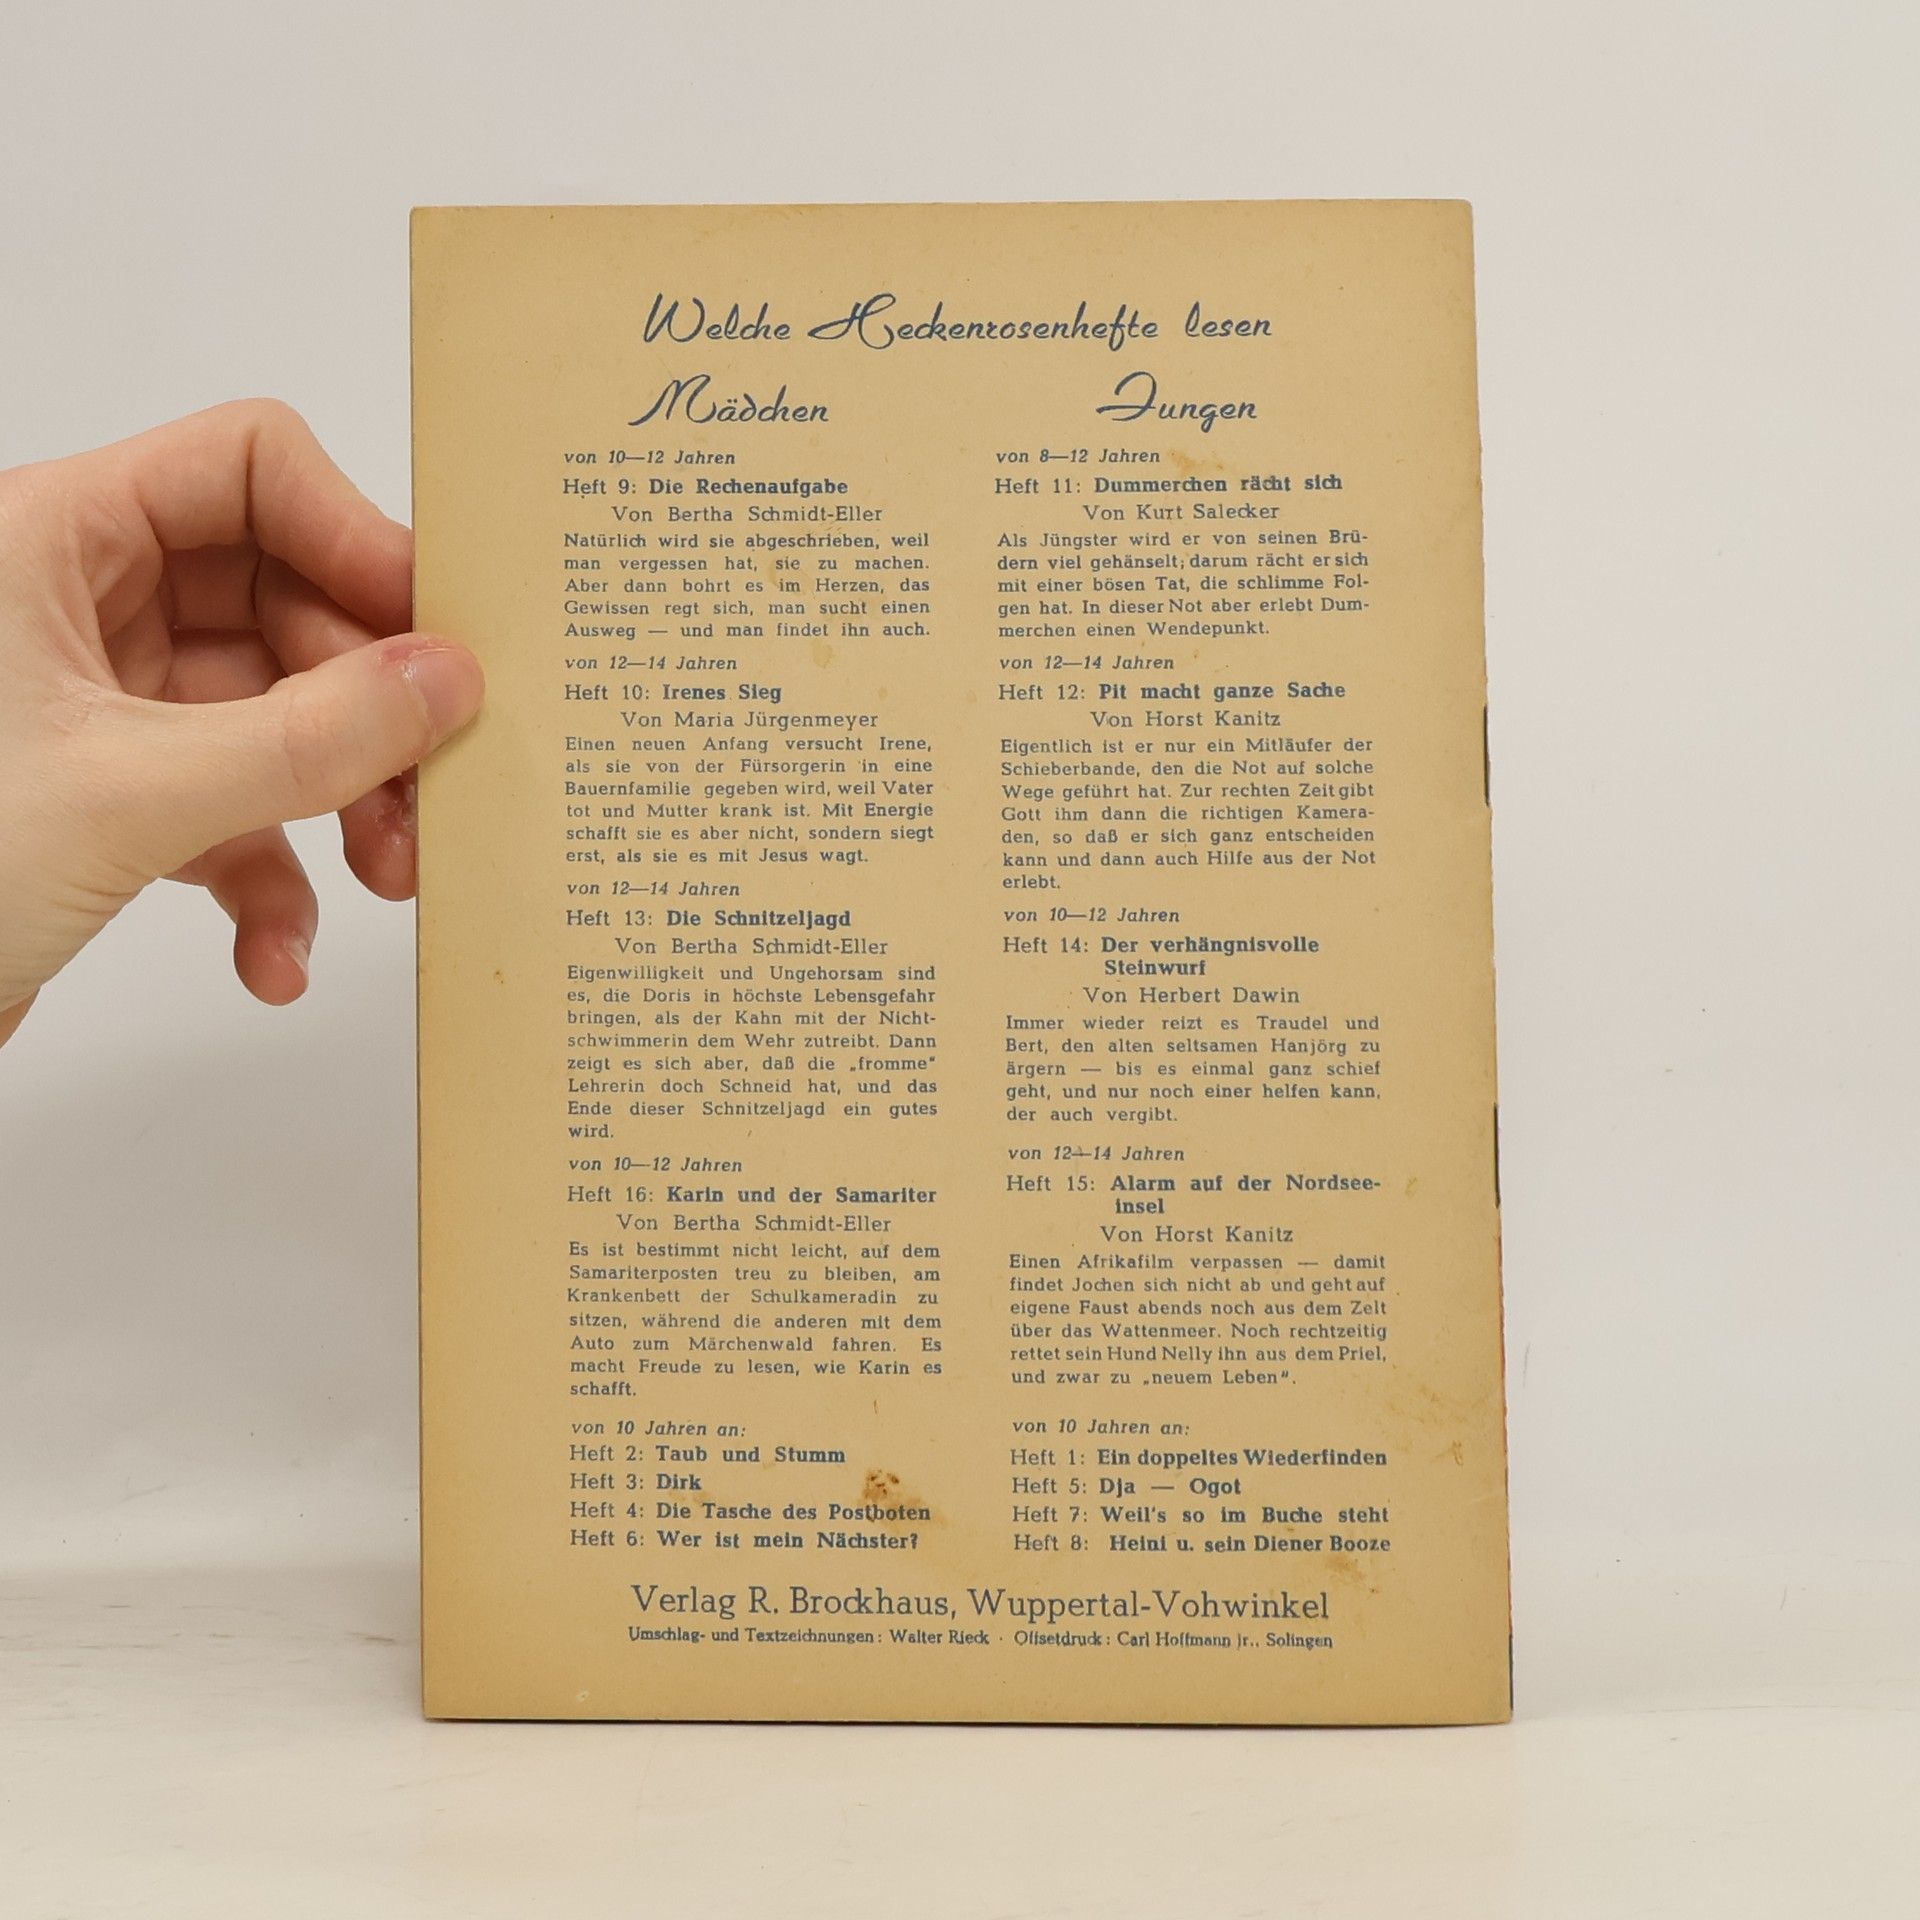 Welche Heckenrosenhefte lesen
Mädchen
von 10—12 Jahren
Heft 9: Die Rechenaufgabe
Von Bertha Schmidt-Eller
Natürlich wird sie abgeschrieben, weil
man vergessen hat, sie zu machen.
Aber dann bohrt es im Herzen, das
Gewissen regt sich, man sucht einen
Ausweg — und man findet ihn auch.
von 12—14 Jahren
Heft 10: Irenes Sieg
Von Maria Jürgenmeyer
Einen neuen Anfang versucht Irene,
als sie von der Fürsorgerin in eine
Bauernfamilie gegeben wird, weil Vater
tot und Mutter krank ist. Mit Energie
schafft sie es aber nicht, sondern siegt
erst, als sie es mit Jesus wagt.
von 12—14 Jahren
Heft 13: Die Schnitzeljagd
Von Bertha Schmidt-Eller
Eigenwilligkeit und Ungehorsam sind
es, die Doris in höchste Lebensgefahr
bringen, als der Kahn mit der Nicht-
schwimmerin dem Wehr zutreibt. Dann
zeigt es sich aber, daß die „fromme“
Lehrerin doch Schneid hat, und das
Ende dieser Schnitzeljagd ein gutes
wird.
von 10—12 Jahren
Heft 16: Karin und der Samariter
Von Bertha Schmidt-Eller
Es ist bestimmt nicht leicht, auf dem
Samariterposten treu zu bleiben, am
Krankenbett der Schulkameradin zu
sitzen, während die anderen mit dem
Auto zum Märchenwald fahren. Es
macht Freude zu lesen, wie Karin es
schafft.
von 10 Jahren an:
Heft 2: Taub und Stumm
Heft 3: Dirk
Heft 4: Die Tasche des Postboten
Heft 6: Wer ist mein Nächster?
Jungen
von 8—12 Jahren
Heft 11: Dummerchen rächt sich
Von Kurt Salecker
Als Jüngster wird er von seinen Brü-
dern viel gehänselt; darum rächt er sich
mit einer bösen Tat, die schlimme Fol-
gen hat. In dieser Not aber erlebt Dum-
merchen einen Wendepunkt.
von 12—14 Jahren
Heft 12: Pit macht ganze Sache
Von Horst Kanitz
Eigentlich ist er nur ein Mitläufer der
Schieberbande, den die Not auf solche
Wege geführt hat. Zur rechten Zeit gibt
Gott ihm dann die richtigen Kamera-
den, so daß er sich ganz entscheiden
kann und dann auch Hilfe aus der Not
erlebt.
von 10—12 Jahren
Heft 14: Der verhängnisvolle
Steinwurf
Von Herbert Dawin
Immer wieder reizt es Traudel und
Bert, den alten seltsamen Hanjörg zu
ärgern — bis es einmal ganz schief
geht, und nur noch einer helfen kann,
der auch vergibt.
von 12—14 Jahren
Heft 15: Alarm auf der Nordsee-
insel
Von Horst Kanitz
Einen Afrikafilm verpassen — damit
findet Jochen sich nicht ab und geht auf
eigene Faust abends noch aus dem Zelt
über das Wattenmeer. Noch rechtzeitig
rettet sein Hund Nelly ihn aus dem Priel,
und zwar zu „neuem Leben“.
von 10 Jahren an:
Heft 1: Ein doppeltes Wiederfinden
Heft 5: Dja — Ogot
Heft 7: Weil's so im Buche steht
Heft 8: Heini u. sein Diener Booze
Verlag R. Brockhaus, Wuppertal-Vohwinkel
Umschlag- und Textzeichnungen: Walter Rieck · Offsetdruck: Carl Hoffmann jr., Solingen